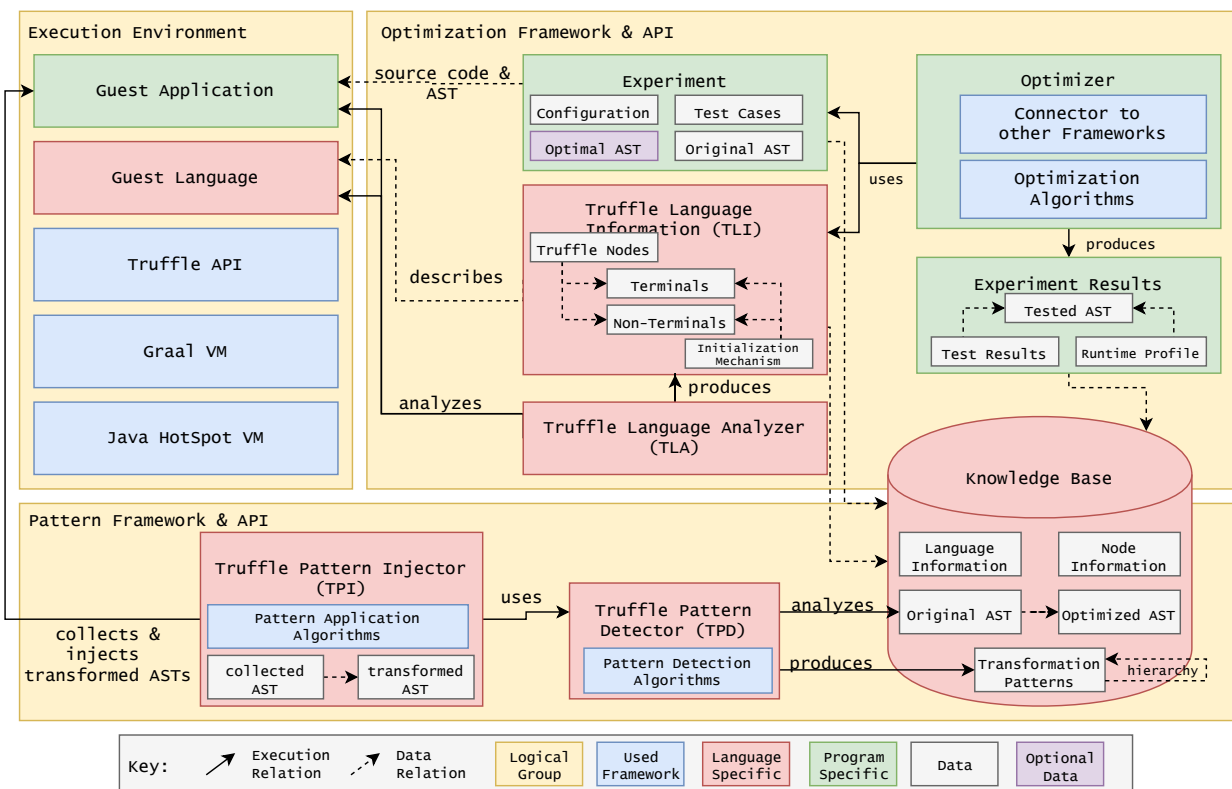 Execution Environment
Guest Application
Guest Language
Truffle API
Graal VM
Java HotSpot VM
Optimization Framework & API
source code &
AST
Experiment
Configuration
Test Cases
Optimal AST
Original AST
uses
Optimizer
Connector to
other Frameworks
Optimization
Algorithms
produces
Truffle Language
Information (TLI)
Truffle Nodes
Terminals
Non-Terminals
Initialization
Mechanism
describes
Experiment Results
Tested AST
Test Results
Runtime Profile
produces
analyzes
Truffle Language Analyzer
(TLA)
Knowledge Base
Language
Information
Node
Information
Original AST
Optimized AST
Transformation
Patterns
hierarchy
Pattern Framework & API
Truffle Pattern Injector
(TPI)
Pattern Application
Algorithms
collected
AST
transformed
AST
collects &
injects
transformed ASTs
uses
Truffle Pattern
Detector (TPD)
Pattern Detection
Algorithms
analyzes
produces
Key:
Execution
Relation
Data
Relation
Logical
Group
Used
Framework
Language
Specific
Program
Specific
Data
Optional
Data